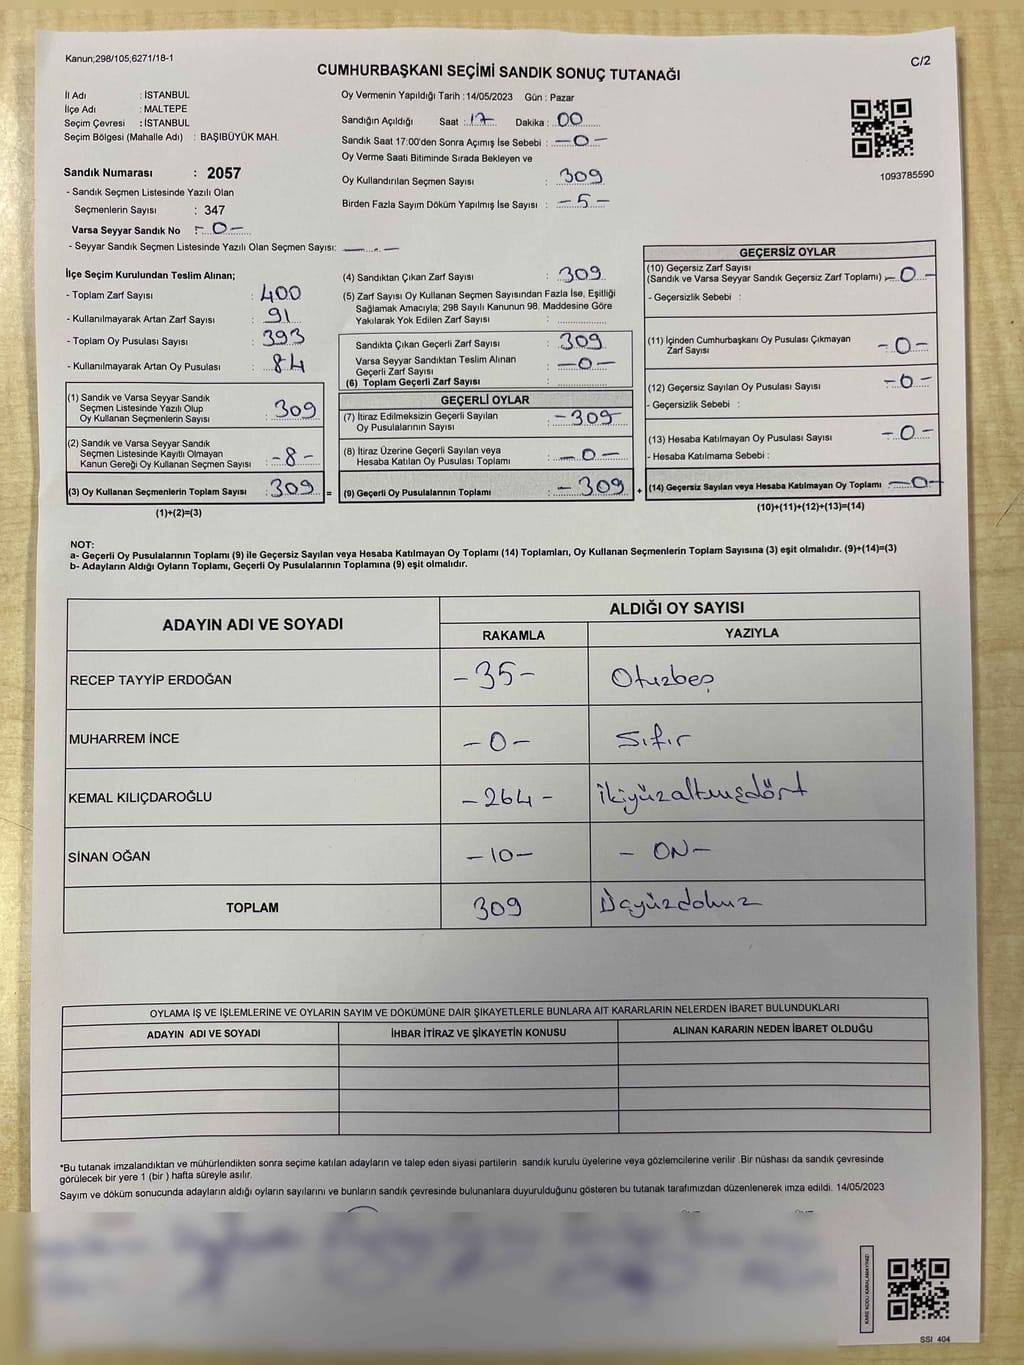 Kanun;298/105;6271/18-1
C/2
CUMHURBAŞKANI SEÇİMİ SANDIK SONUÇ TUTANAĞI
İl Adı : İSTANBUL
İlçe Adı : MALTEPE
Seçim Çevresi : İSTANBUL
Seçim Bölgesi (Mahalle Adı) : BAŞIBÜYÜK MAH.
Sandık Numarası : 2057
- Sandık Seçmen Listesinde Yazılı Olan
Seçmenlerin Sayısı : 347
Varsa Seyyar Sandık No : - 0 -
- Seyyar Sandık Seçmen Listesinde Yazılı Olan Seçmen Sayısı:
Oy Vermenin Yapıldığı Tarih : 14/05/2023 Gün : Pazar
Sandığın Açıldığı Saat : 17 Dakika : 00
Sandık Saat 17:00'den Sonra Açımış İse Sebebi : - 0 -
Oy Verme Saati Bitiminde Sırada Bekleyen ve
Oy Kullandırılan Seçmen Sayısı : 309
Birden Fazla Sayım Döküm Yapılmış İse Sayısı : - 5 -
1093785590
İlçe Seçim Kurulundan Teslim Alınan;
- Toplam Zarf Sayısı : 400
- Kullanılmayarak Artan Zarf Sayısı : 91
- Toplam Oy Pusulası Sayısı : 393
- Kullanılmayarak Artan Oy Pusulası : 84
(1) Sandık ve Varsa Seyyar Sandık
Seçmen Listesinde Yazılı Olup
Oy Kullanan Seçmenlerin Sayısı : 309
(2) Sandık ve Varsa Seyyar Sandık
Seçmen Listesinde Kayıtlı Olmayan
Kanun Gereği Oy Kullanan Seçmen Sayısı : - 8 -
(3) Oy Kullanan Seçmenlerin Toplam Sayısı : 309 =
(1)+(2)=(3)
(4) Sandıktan Çıkan Zarf Sayısı : 309
(5) Zarf Sayısı Oy Kullanan Seçmen Sayısından Fazla İse, Eşitliği
Sağlamak Amacıyla; 298 Sayılı Kanunun 98. Maddesine Göre
Yakılarak Yok Edilen Zarf Sayısı :
Sandıkta Çıkan Geçerli Zarf Sayısı : 309
Varsa Seyyar Sandıktan Teslim Alınan
Geçerli Zarf Sayısı : - 0 -
(6) Toplam Geçerli Zarf Sayısı :
GEÇERLİ OYLAR
(7) İtiraz Edilmeksizin Geçerli Sayılan
Oy Pusulalarının Sayısı : - 309
(8) İtiraz Üzerine Geçerli Sayılan veya
Hesaba Katılan Oy Pusulası Toplamı : - 0 -
(9) Geçerli Oy Pusulalarının Toplamı - 309 +
GEÇERSİZ OYLAR
(10) Geçersiz Zarf Sayısı
(Sandık ve Varsa Seyyar Sandık Geçersiz Zarf Toplamı) - 0 -
- Geçersizlik Sebebi :
(11) İçinden Cumhurbaşkanı Oy Pusulası Çıkmayan
Zarf Sayısı - 0 -
(12) Geçersiz Sayılan Oy Pusulası Sayısı - 0 -
- Geçersizlik Sebebi :
(13) Hesaba Katılmayan Oy Pusulası Sayısı - 0 -
- Hesaba Katılmama Sebebi :
(14) Geçersiz Sayılan veya Hesaba Katılmayan Oy Toplamı - 0 -
(10)+(11)+(12)+(13)=(14)
NOT:
a- Geçerli Oy Pusulalarının Toplamı (9) ile Geçersiz Sayılan veya Hesaba Katılmayan Oy Toplamı (14) Toplamları, Oy Kullanan Seçmenlerin Toplam Sayısına (3) eşit olmalıdır. (9)+(14)=(3)
b- Adayların Aldığı Oyların Toplamı, Geçerli Oy Pusulalarının Toplamına (9) eşit olmalıdır.
ADAYIN ADI VE SOYADI ALDIĞI OY SAYISI
RAKAMLA YAZIYLA
RECEP TAYYİP ERDOĞAN - 35 - Otuzbeş
MUHARREM İNCE - 0 - Sıfır
KEMAL KILIÇDAROĞLU - 264 - İkiyüzaltmışdört
SİNAN OĞAN - 10 - - ON -
TOPLAM 309 Üçyüzdokuz
OYLAMA İŞ VE İŞLEMLERİNE VE OYLARIN SAYIM VE DÖKÜMÜNE DAİR ŞİKAYETLERLE BUNLARA AİT KARARLARIN NELERDEN İBARET BULUNDUKLARI
ADAYIN ADI VE SOYADI İHBAR İTİRAZ VE ŞİKAYETİN KONUSU ALINAN KARARIN NEDEN İBARET OLDUĞU
*Bu tutanak imzalandıktan ve mühürlendikten sonra seçime katılan adayların ve talep eden siyasi partilerin sandık kurulu üyelerine veya gözlemcilerine verilir .Bir nüshası da sandık çevresinde
görülecek bir yere 1 (bir ) hafta süreyle asılır.
Sayım ve döküm sonucunda adayların aldığı oyların sayılarını ve bunların sandık çevresinde bulunanlara duyurulduğunu gösteren bu tutanak tarafımızdan düzenlenerek imza edildi. 14/05/2023
KARE KODU KARALAMAYINIZ!
SSI 404